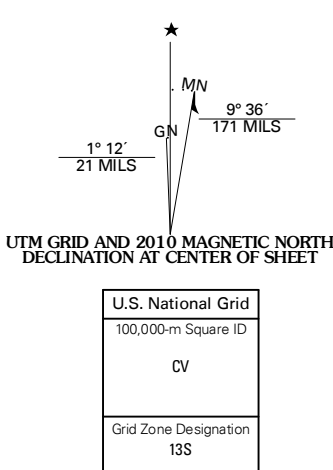 ★
MN
GN
9° 36´
171 MILS
1° 12´
21 MILS
UTM GRID AND 2010 MAGNETIC NORTH
DECLINATION AT CENTER OF SHEET
U.S. National Grid
100,000-m Square ID
CV
Grid Zone Designation
13S